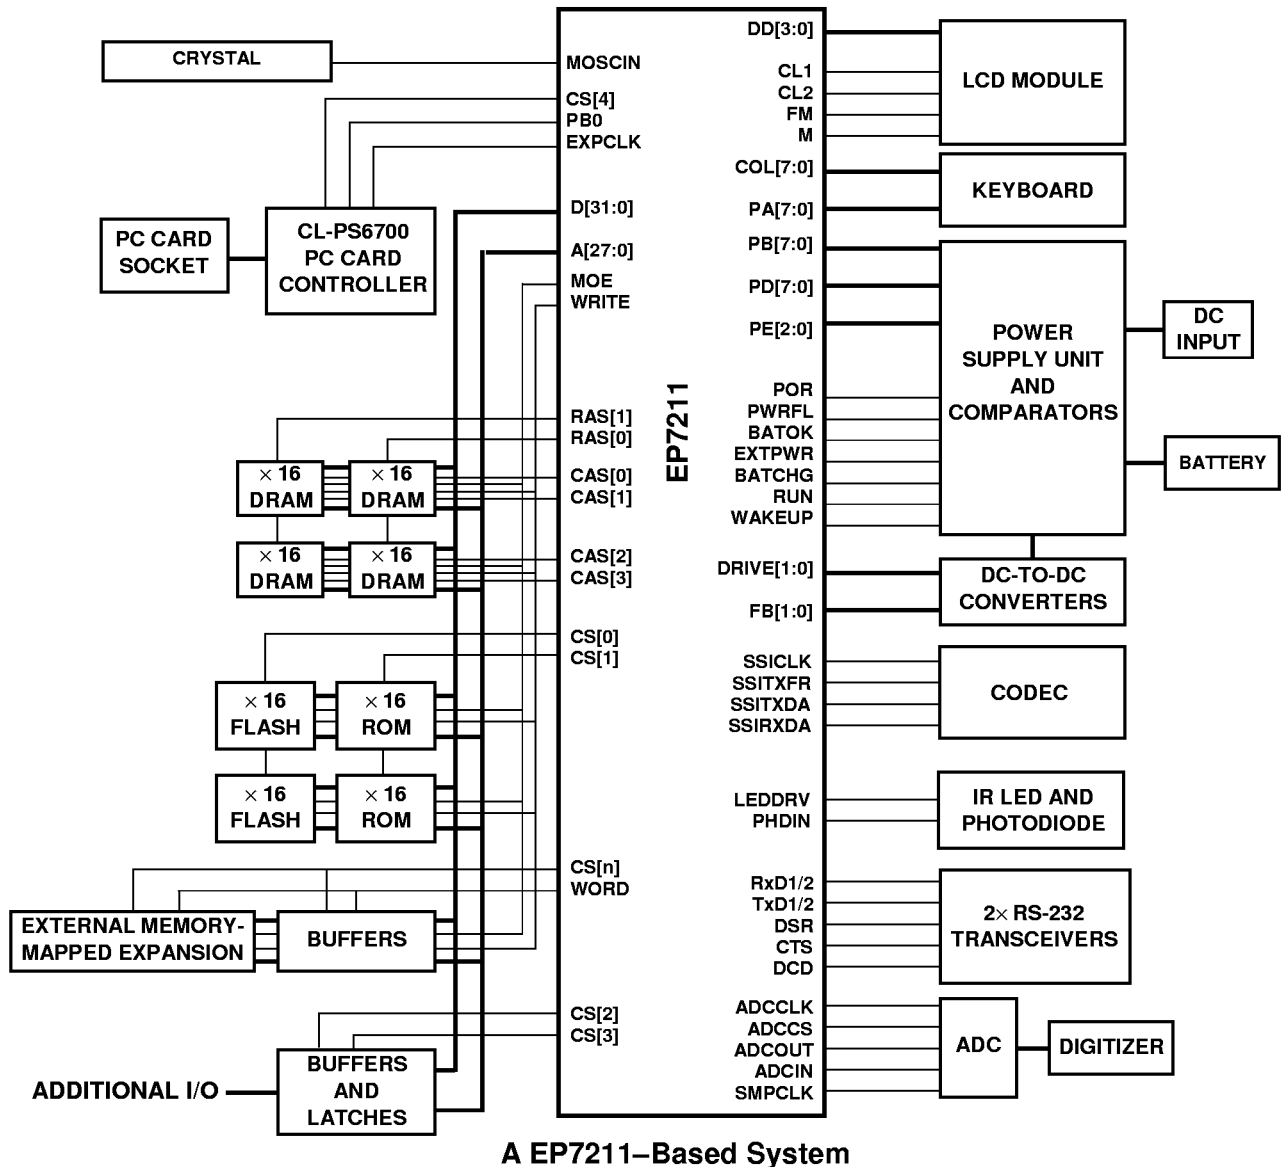 CRYSTAL
PC CARD
SOCKET
CL-PS6700
PC CARD
CONTROLLER
× 16
DRAM
× 16
DRAM
× 16
DRAM
× 16
DRAM
× 16
FLASH
× 16
ROM
× 16
FLASH
× 16
ROM
EXTERNAL MEMORY-
MAPPED EXPANSION
BUFFERS
ADDITIONAL I/O
BUFFERS
AND
LATCHES
MOSCIN
CS[4]
PB0
EXPCLK
D[31:0]
A[27:0]
MOE
WRITE
RAS[1]
RAS[0]
CAS[0]
CAS[1]
CAS[2]
CAS[3]
CS[0]
CS[1]
CS[n]
WORD
CS[2]
CS[3]
EP7211
DD[3:0]
CL1
CL2
FM
M
COL[7:0]
PA[7:0]
PB[7:0]
PD[7:0]
PE[2:0]
POR
PWRFL
BATOK
EXTPWR
BATCHG
RUN
WAKEUP
DRIVE[1:0]
FB[1:0]
SSICLK
SSITXFR
SSITXDA
SSIRXDA
LEDDRV
PHDIN
RxD1/2
TxD1/2
DSR
CTS
DCD
ADCCLK
ADCCS
ADCOUT
ADCIN
SMPCLK
LCD MODULE
KEYBOARD
POWER
SUPPLY UNIT
AND
COMPARATORS
DC
INPUT
BATTERY
DC-TO-DC
CONVERTERS
CODEC
IR LED AND
PHOTODIODE
2× RS-232
TRANSCEIVERS
ADC
DIGITIZER
A EP7211–Based System